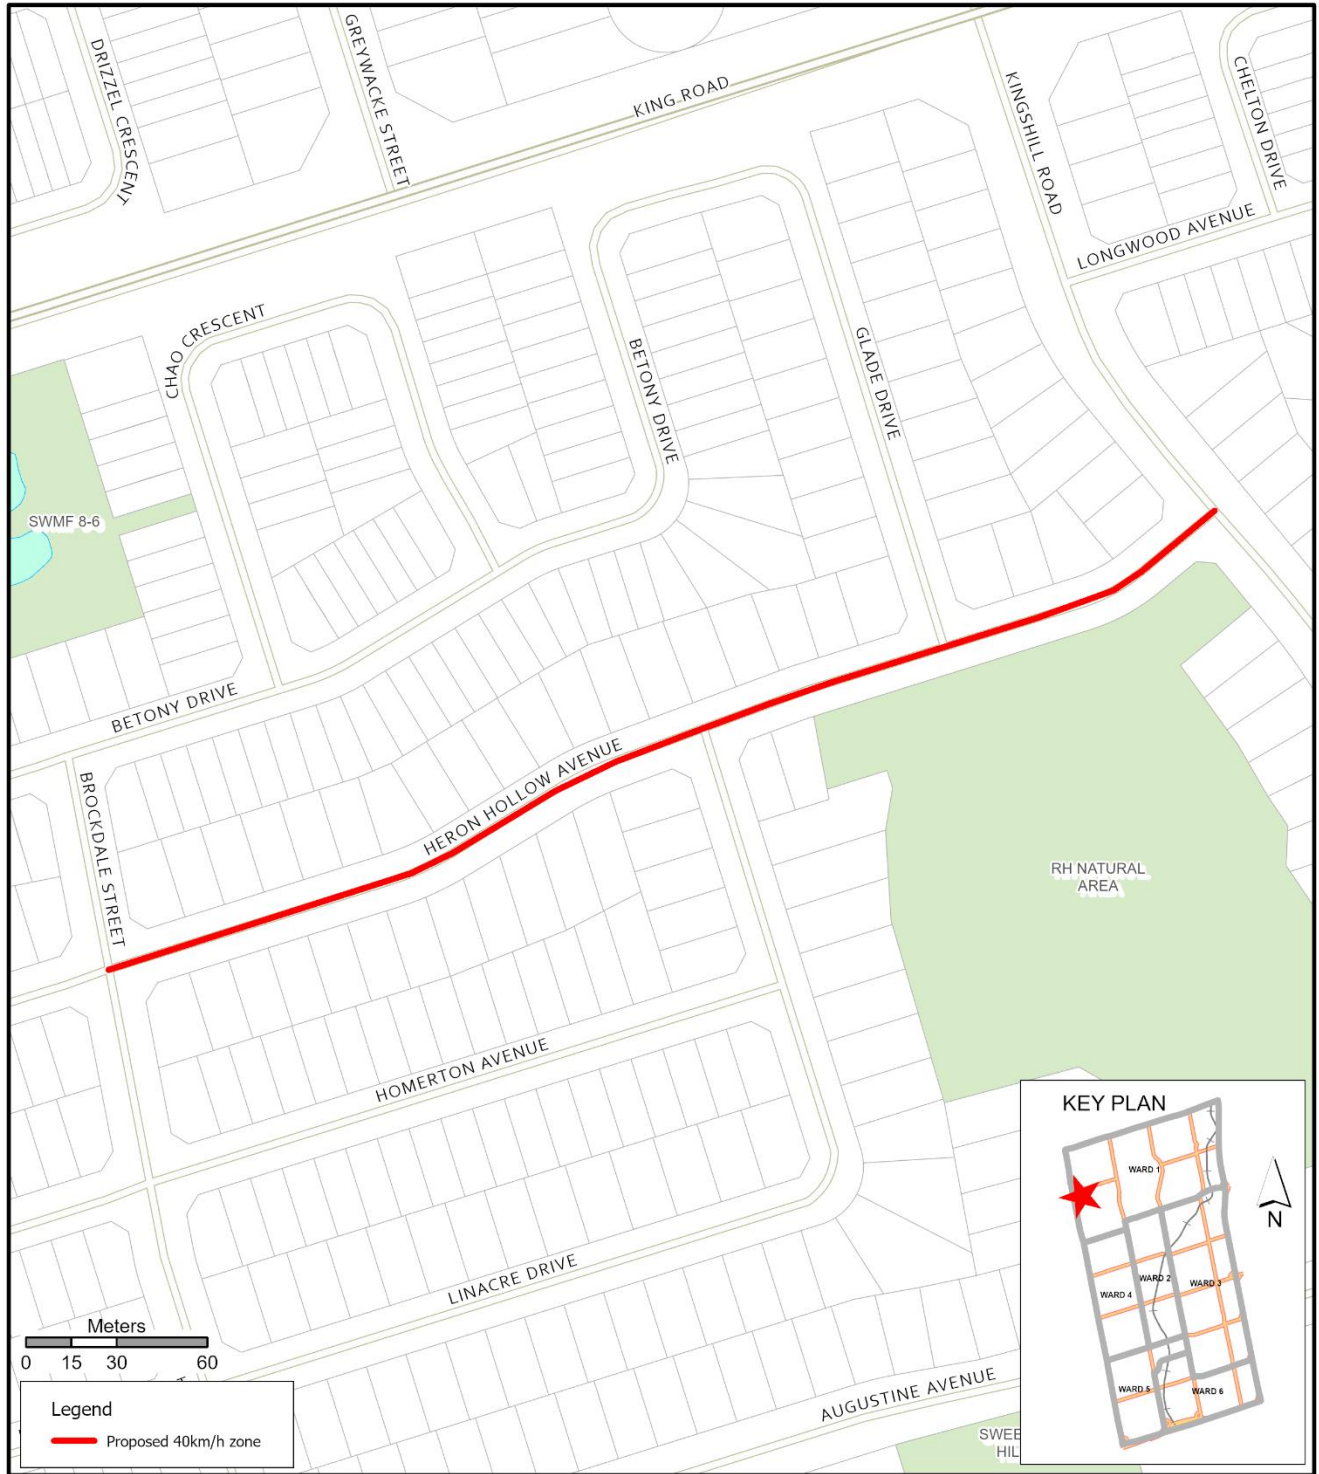 DRIZZEL CRESCENT
GREYWACKE STREET
KING ROAD
KINGSHILL ROAD
CHELTON DRIVE
LONGWOOD AVENUE
CHAO CRESCENT
BETONY DRIVE
GLADE DRIVE
SWMF 8-6
BETONY DRIVE
BROCKDALE STREET
HERON HOLLOW AVENUE
RH NATURAL
AREA
HOMERTON AVENUE
LINACRE DRIVE
AUGUSTINE AVENUE
KEY PLAN
WARD 1
N
WARD 2
WARD 3
WARD 4
WARD 5
WARD 6
Meters
0 15 30 60
Legend
Proposed 40km/h zone